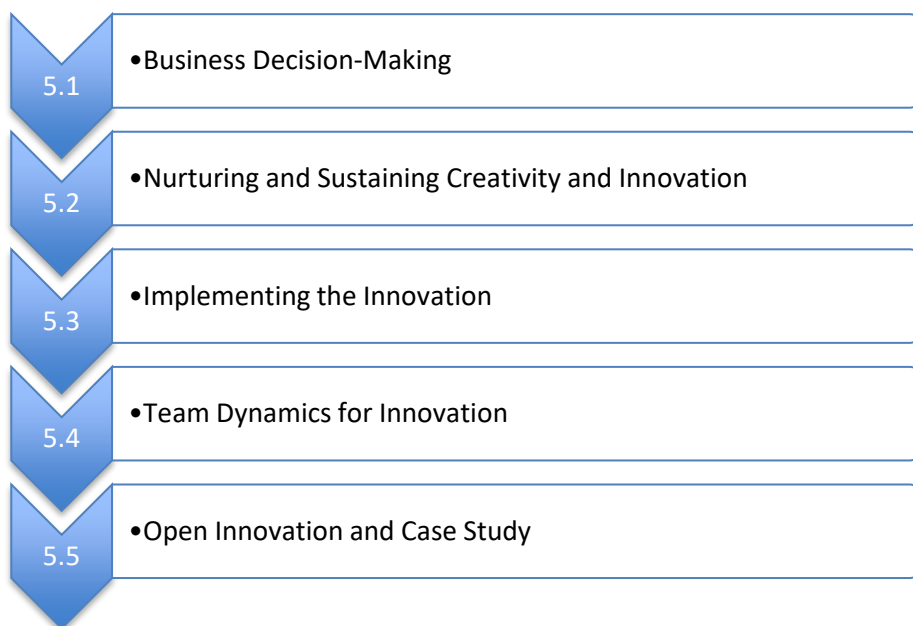 5.1
•Business Decision-Making
5.2
•Nurturing and Sustaining Creativity and Innovation
5.3
•Implementing the Innovation
5.4
•Team Dynamics for Innovation
5.5
•Open Innovation and Case Study